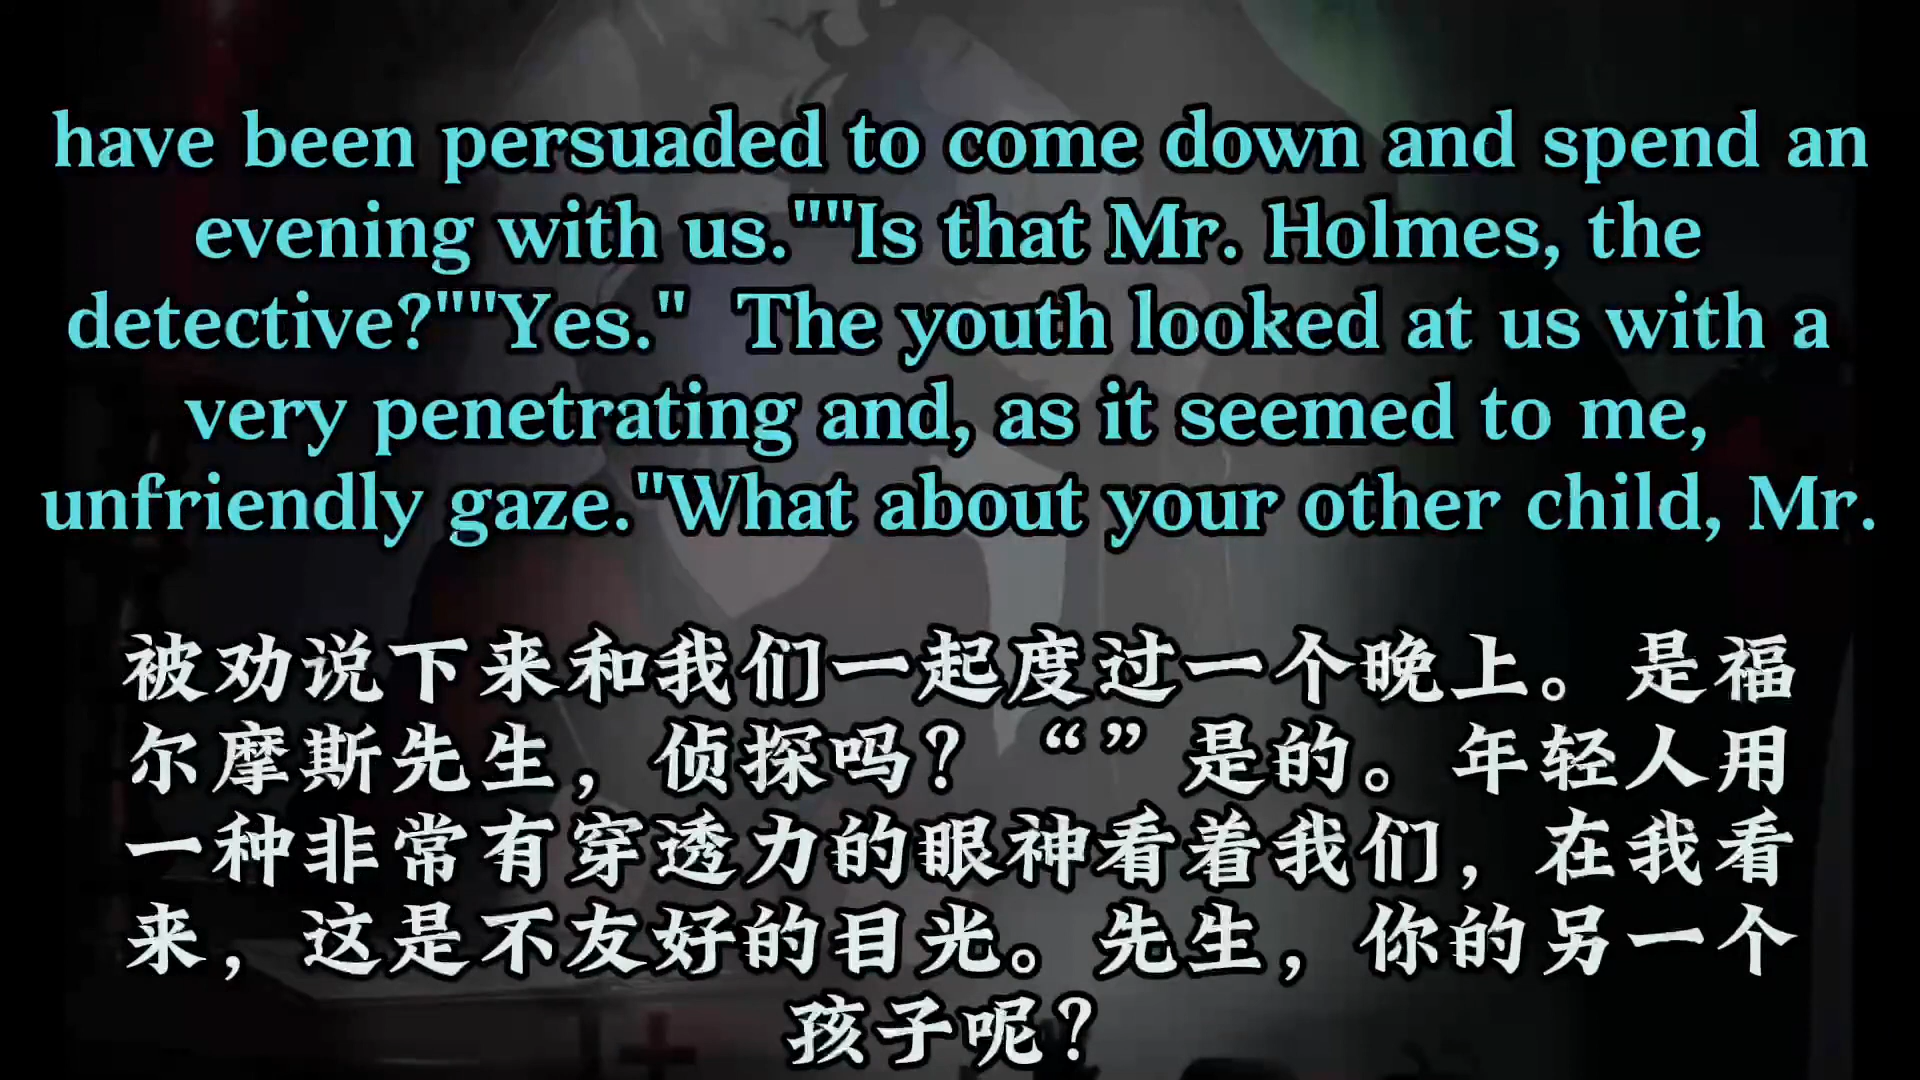 have been persuaded to come down and spend an
evening with us.""Is that Mr. Holmes, the
detective?""Yes."  The youth looked at us with a
very penetrating and, as it seemed to me,
unfriendly gaze."What about your other child, Mr.
被劝说下来和我们一起度过一个晚上。是福
尔摩斯先生，侦探吗？“”是的。年轻人用
一种非常有穿透力的眼神看着我们，在我看
来，这是不友好的目光。先生，你的另一个
孩子呢？